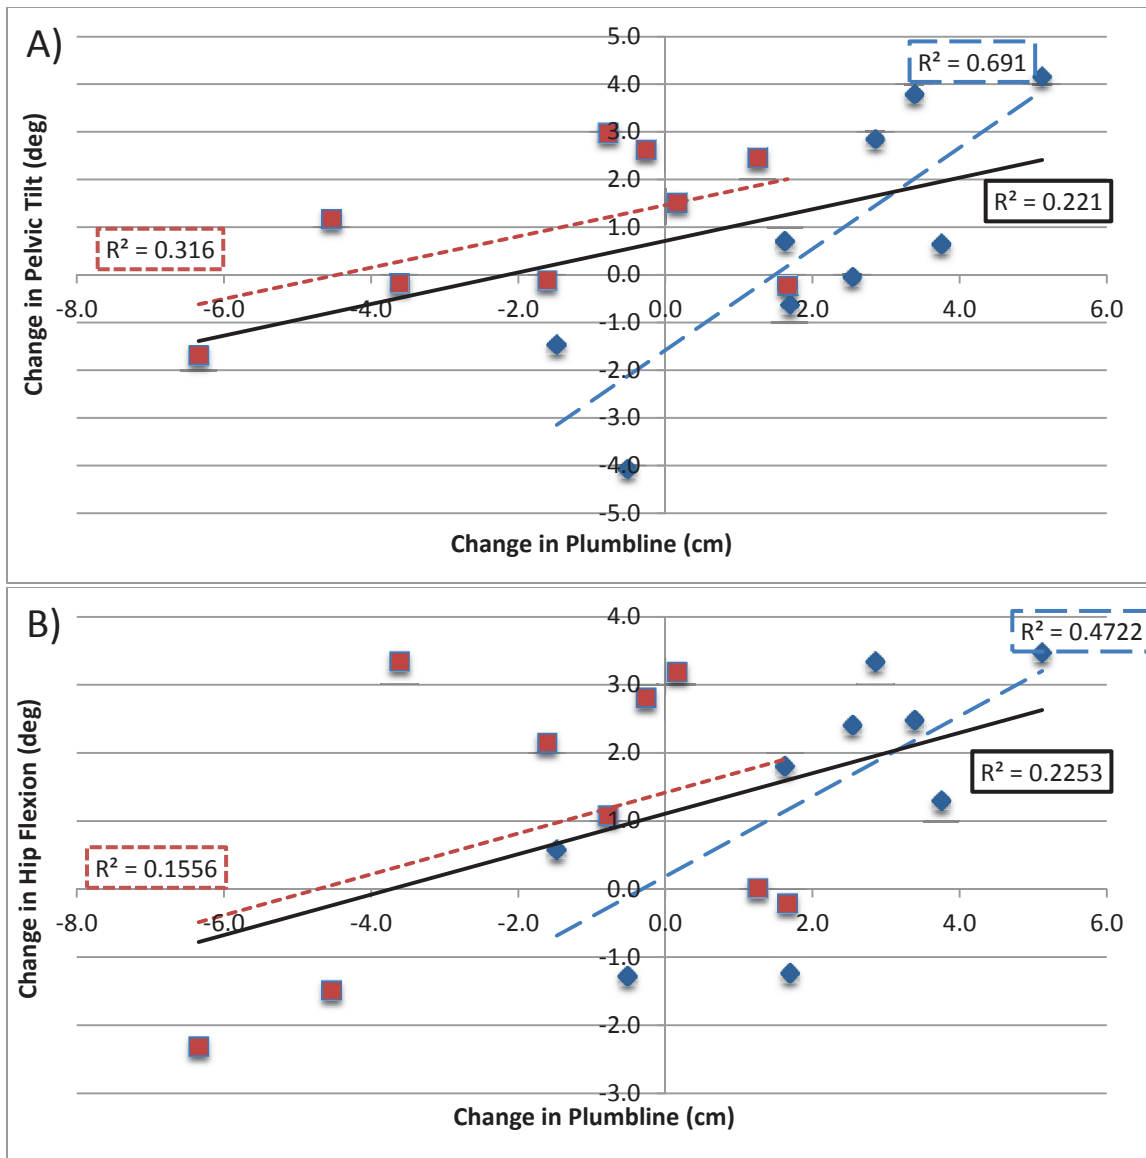 A)
5.0
R² = 0.691
4.0
3.0
2.0
R² = 0.221
1.0
R² = 0.316
0.0
-8.0 -6.0 -4.0 -2.0 0.0 2.0 4.0 6.0
-1.0
-2.0
-3.0
-4.0
-5.0
Change in Pelvic Tilt (deg)
Change in Plumbline (cm)
B)
4.0
R² = 0.4722
3.0
2.0
R² = 0.2253
1.0
R² = 0.1556
0.0
-8.0 -6.0 -4.0 -2.0 0.0 2.0 4.0 6.0
-1.0
-2.0
-3.0
Change in Hip Flexion (deg)
Change in Plumbline (cm)